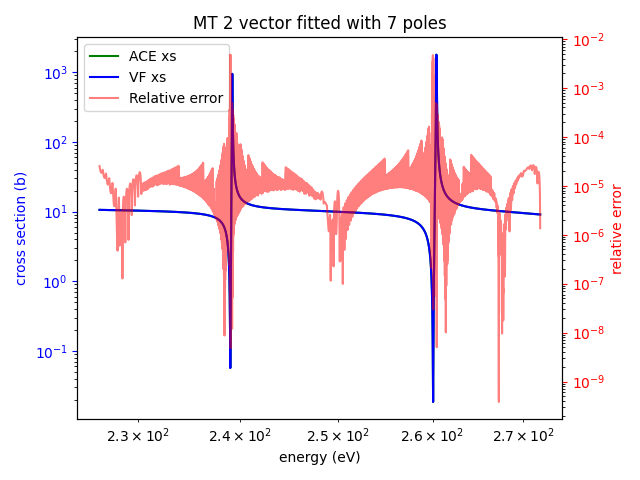 MT 2 vector fitted with 7 poles
ACE xs
VF xs
Relative error
cross section (b)
10³
10²
10¹
10⁰
10⁻¹
10⁻²
10⁻³
10⁻⁴
10⁻⁵
10⁻⁶
10⁻⁷
10⁻⁸
10⁻⁹
relative error
2.3 × 10² 2.4 × 10² 2.5 × 10² 2.6 × 10² 2.7 × 10²
energy (eV)